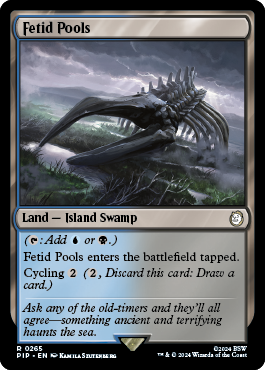 Fetid Pools
Land — Island Swamp
(: Add or .)
Fetid Pools enters the battlefield tapped.
Cycling 2 (2, Discard this card: Draw a
card.)
Ask any of the old-timers and they'll all
agree—something ancient and terrifying
haunts the sea.
R 0265
PIP • EN Kamila Szutenberg
©2024 BSW
™ & © 2024 Wizards of the Coast